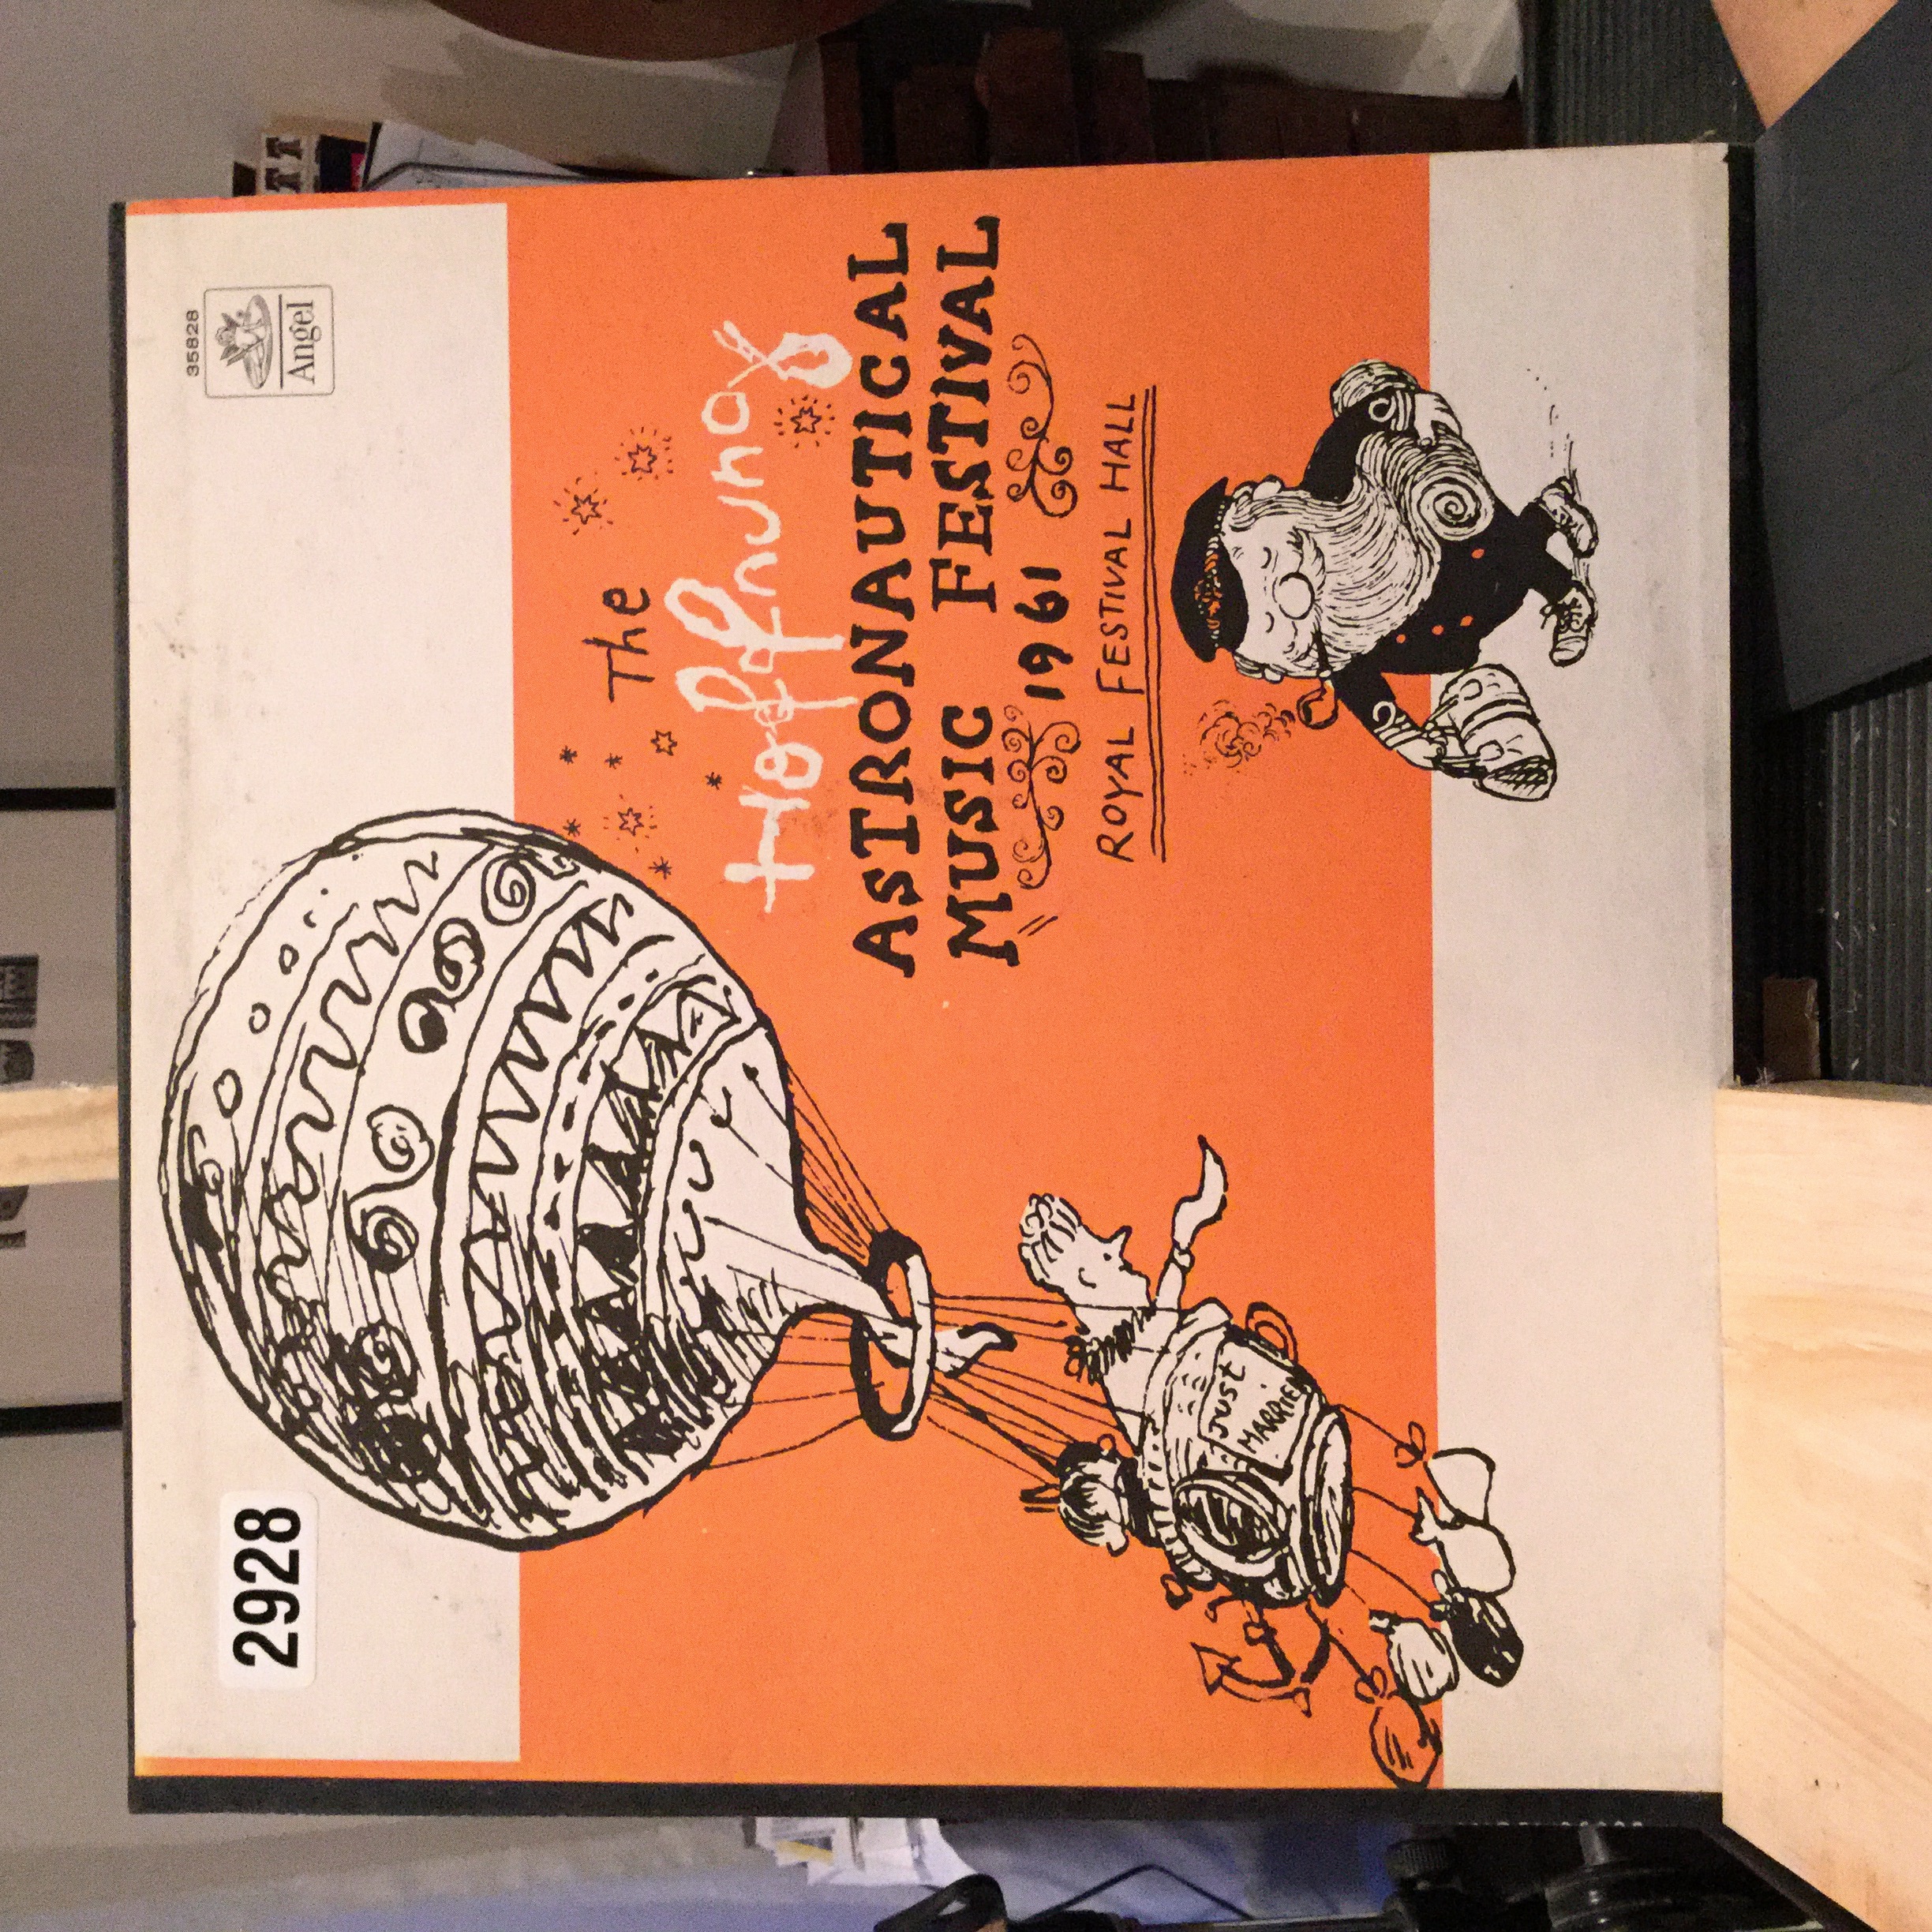 2928
35828
Angel
The
Hoffnung
ASTRONAUTICAL
MUSIC FESTIVAL
1961
ROYAL FESTIVAL HALL
JUST
MARRIED